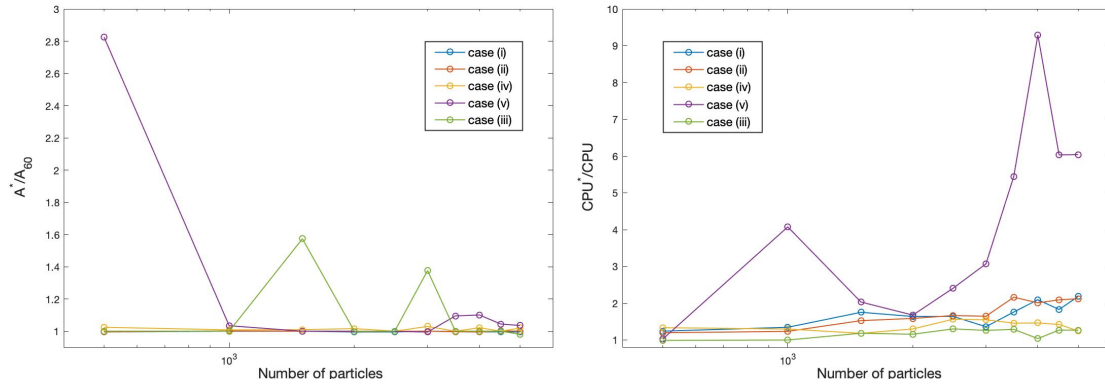 3
2.8
2.6
2.4
2.2
2
1.8
1.6
1.4
1.2
1
A*/A60
10³
Number of particles
case (i)
case (ii)
case (iv)
case (v)
case (iii)
10
9
8
7
6
5
4
3
2
1
CPU*/CPU
10³
Number of particles
case (i)
case (ii)
case (iv)
case (v)
case (iii)